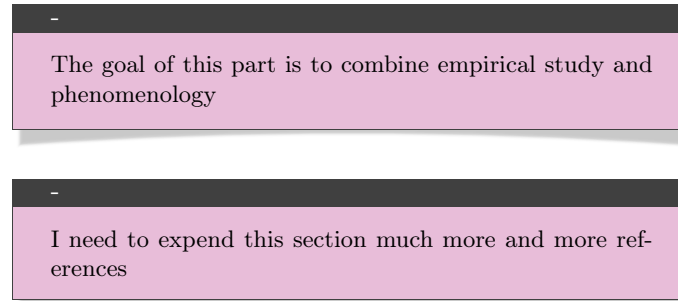 –
The goal of this part is to combine empirical study and
phenomenology
–
I need to expend this section much more and more ref-
erences